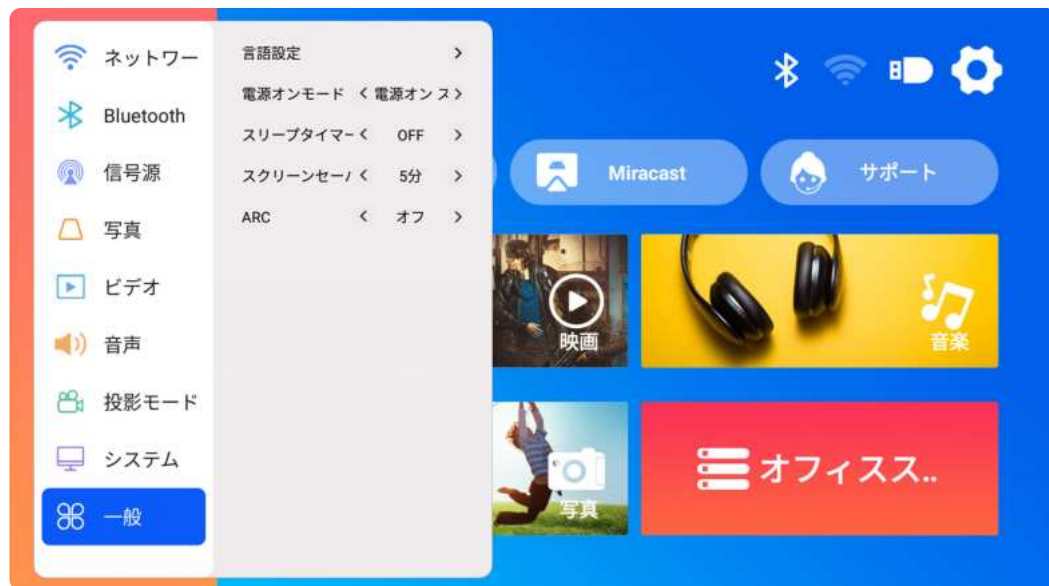 ネットワー
Bluetooth
信号源
写真
ビデオ
音声
投影モード
システム
一般
言語設定
電源オンモード 電源オン ス
スリープタイマー OFF
スクリーンセーバ 5分
ARC オフ
Miracast
サポート
映画
音楽
写真
オフィスス..